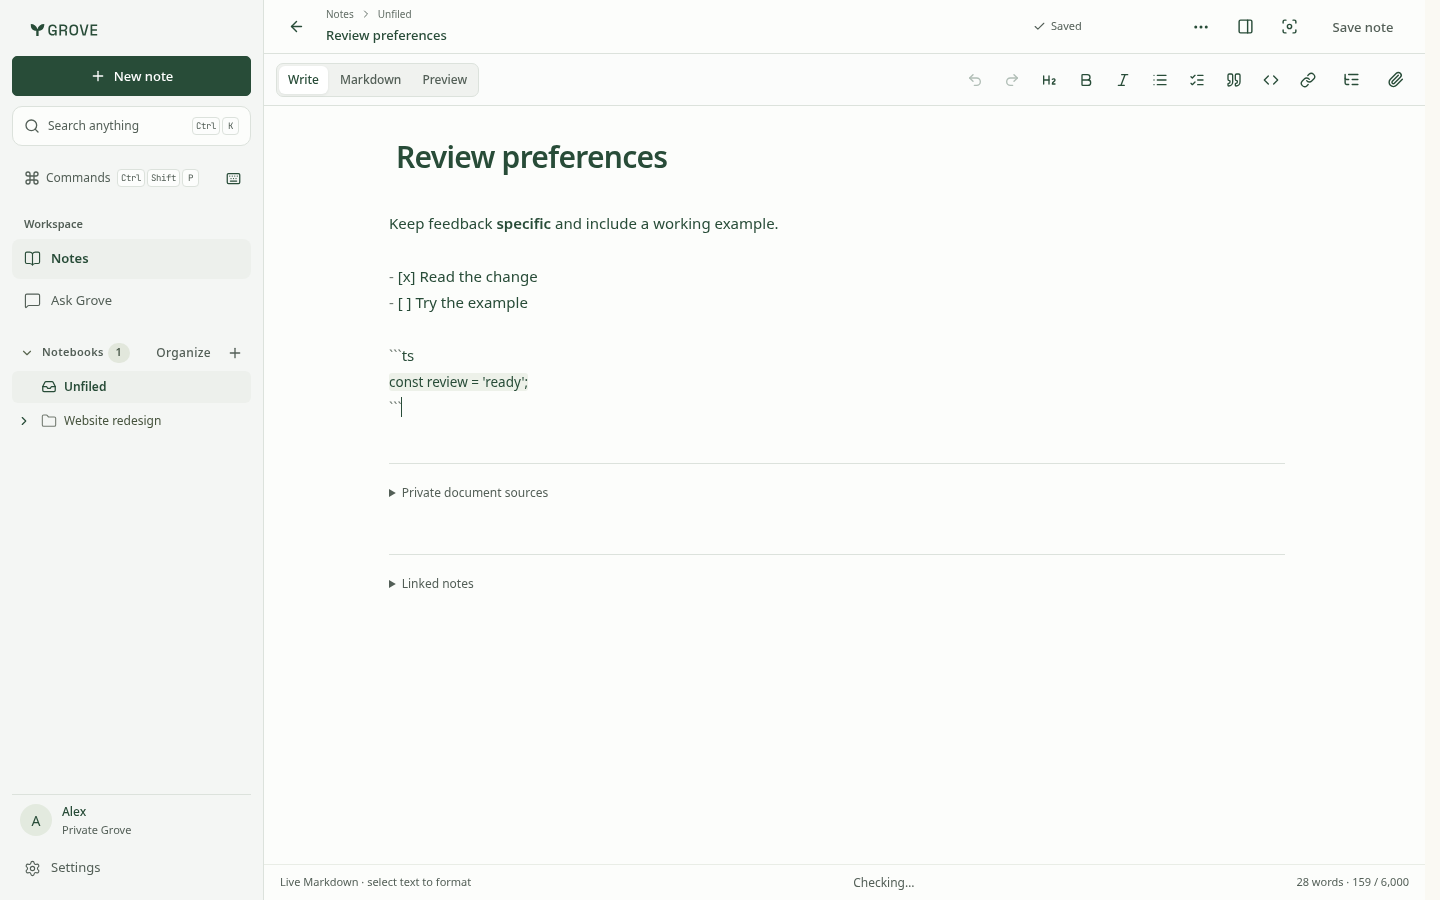 GROVE
New note
Search anything Ctrl K
Commands Ctrl Shift P
Workspace
Notes
Ask Grove
Notebooks 1 Organize
Unfiled
Website redesign
A
Alex
Private Grove
Settings
Notes > Unfiled
Review preferences
Saved
Save note
Write Markdown Preview
H2 B I
Review preferences
Keep feedback specific and include a working example.
- [x] Read the change
- [ ] Try the example
```ts
const review = 'ready';
```
Private document sources
Linked notes
Live Markdown · select text to format
Checking...
28 words · 159 / 6,000